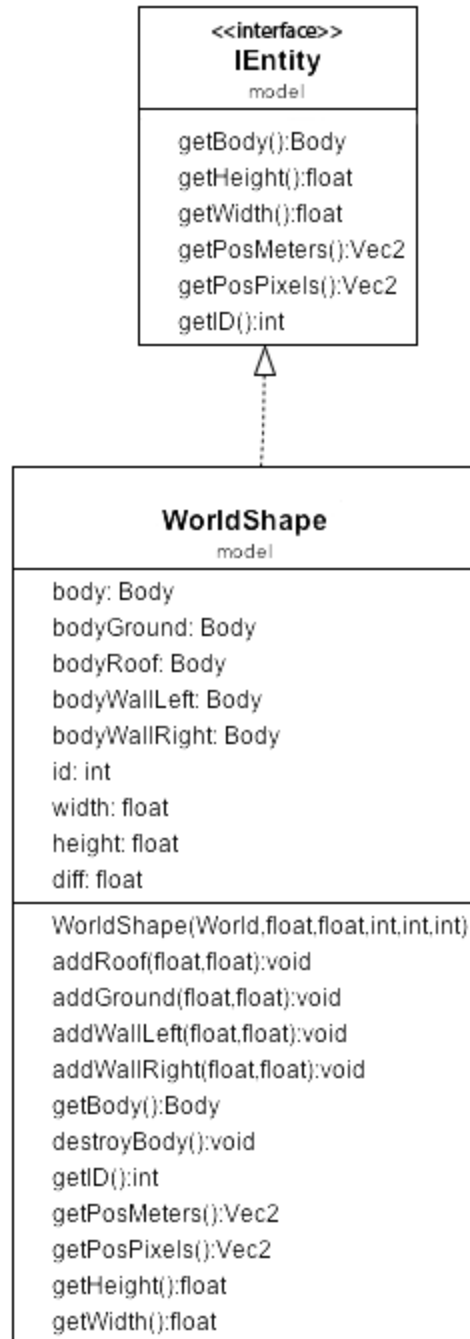 <<interface>>
IEntity
model
getBody():Body
getHeight():float
getWidth():float
getPosMeters():Vec2
getPosPixels():Vec2
getID():int
WorldShape
model
body: Body
bodyGround: Body
bodyRoof: Body
bodyWallLeft: Body
bodyWallRight: Body
id: int
width: float
height: float
diff: float
WorldShape(World,float,float,int,int,int)
addRoof(float,float):void
addGround(float,float):void
addWallLeft(float,float):void
addWallRight(float,float):void
getBody():Body
destroyBody():void
getID():int
getPosMeters():Vec2
getPosPixels():Vec2
getHeight():float
getWidth():float